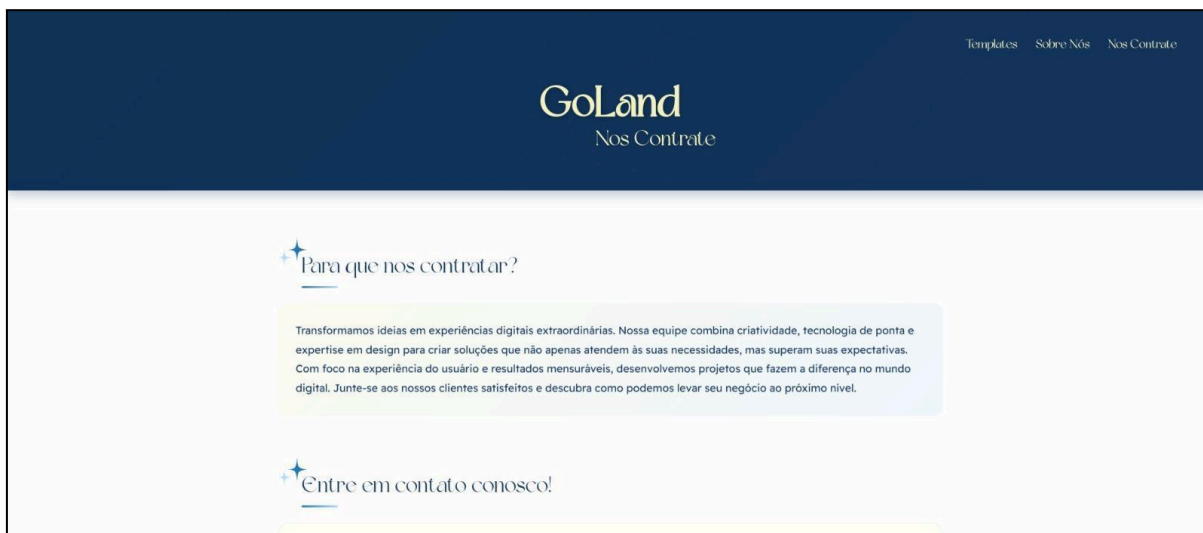 Templates Sobre Nós Nos Contrate
GoLand
Nos Contrate
Para que nos contratar?
Transformamos ideias em experiências digitais extraordinárias. Nossa equipe combina criatividade, tecnologia de ponta e
expertise em design para criar soluções que não apenas atendem às suas necessidades, mas superam suas expectativas.
Com foco na experiência do usuário e resultados mensuráveis, desenvolvemos projetos que fazem a diferença no mundo
digital. Junte-se aos nossos clientes satisfeitos e descubra como podemos levar seu negócio ao próximo nível.
Entre em contato conosco!